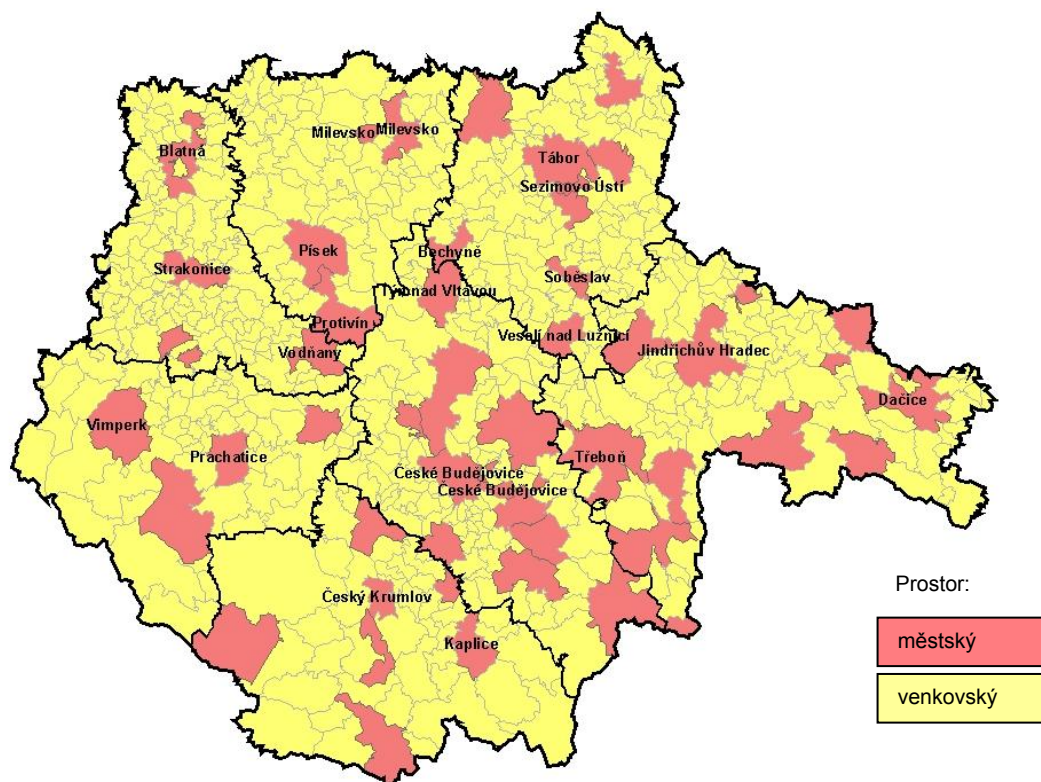 Milevsko Milevsko
Blatná
Tábor
Sezimovo Ústí
Písek
Bechyně
Strakonice
Soběslav
Týn nad Vltavou
Protivín
Veselí nad Lužnicí
Vodňany
Jindřichův Hradec
Dačice
Vimperk
Prachatice
Třeboň
České Budějovice
České Budějovice
Český Krumlov
Kaplice
Prostor:
městský
venkovský